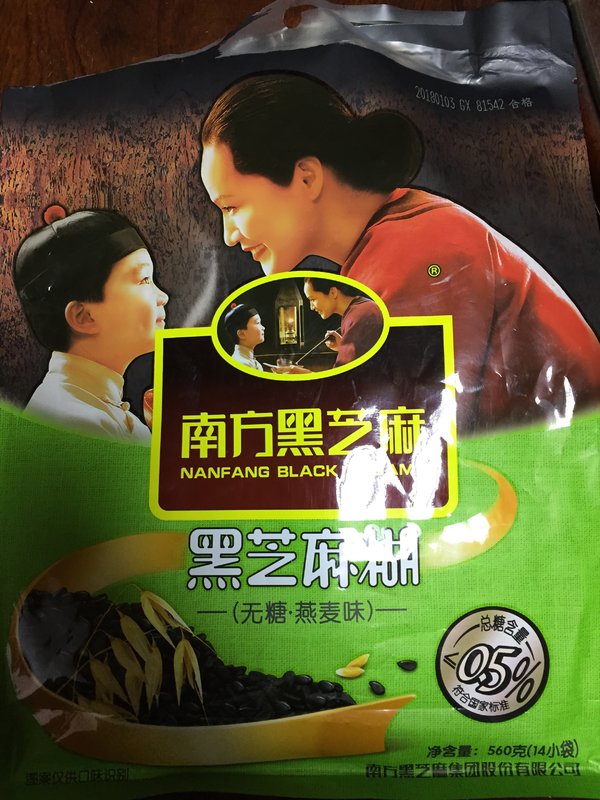 20180103 GX 81542 合格
®
南方黑芝麻
NANFANG BLACK
黑芝麻糊
(无糖·燕麦味)
总糖含量
≤0.5%
符合国家标准
净含量：560克(14小袋)
图案仅供口味识别
南方黑芝麻集团股份有限公司